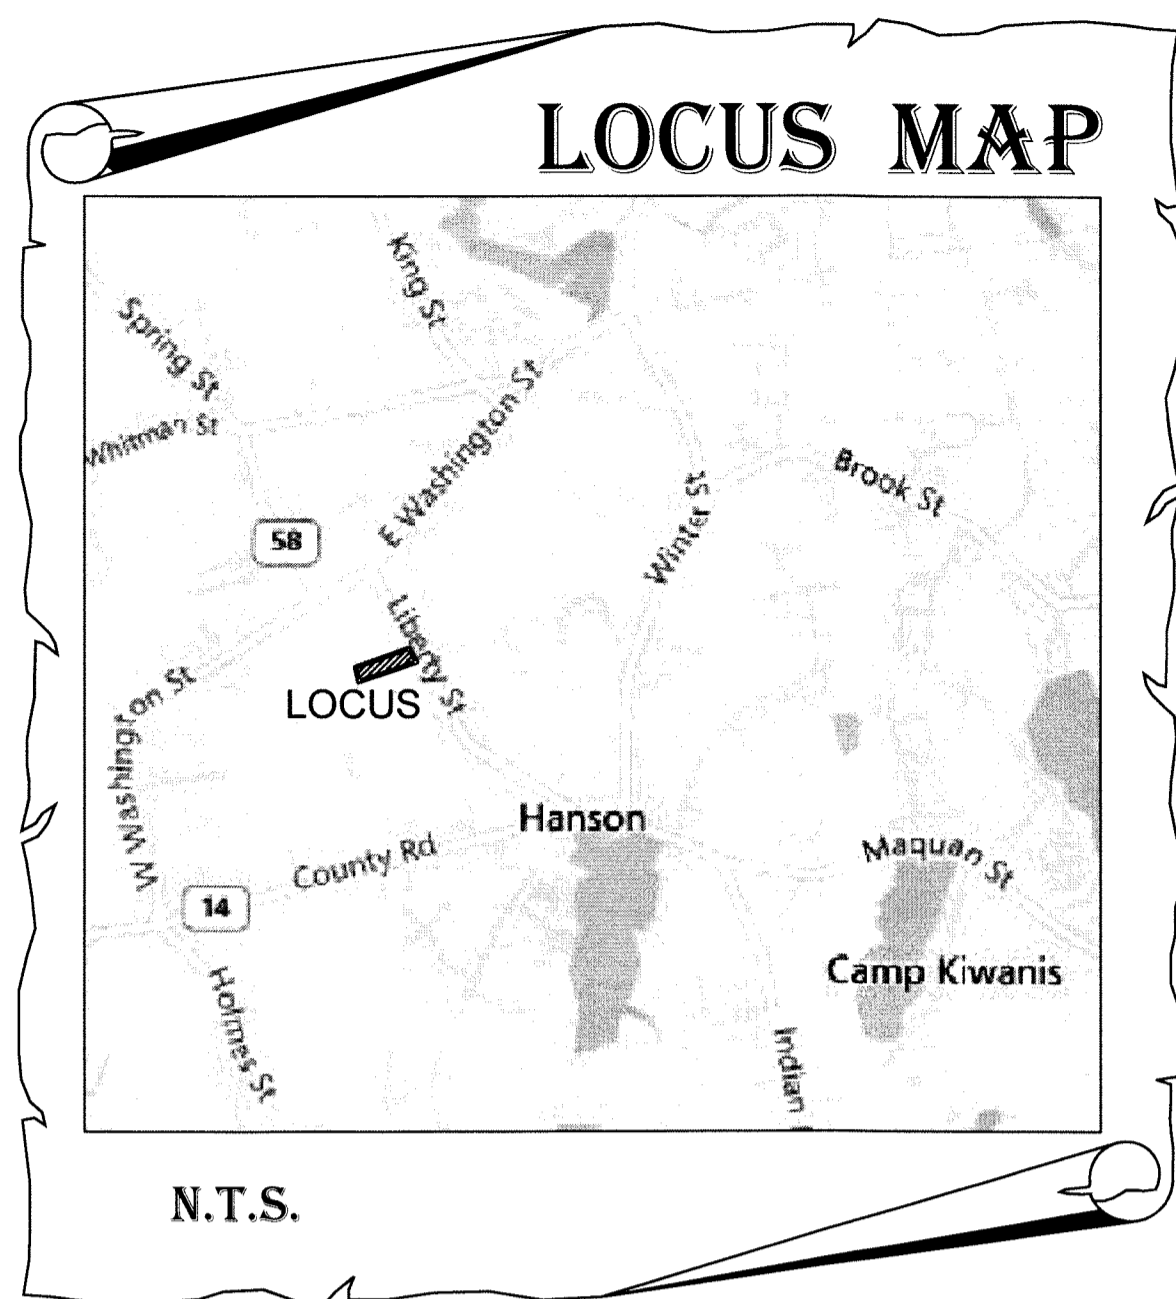 LOCUS MAP
King St
Spring St
Whitman St
E Washington St
Brook St
Winter St
58
Liberty St
LOCUS
W Washington St
Hanson
County Rd
Maquan St
14
Camp Kiwanis
Holmes St
Indian
N.T.S.